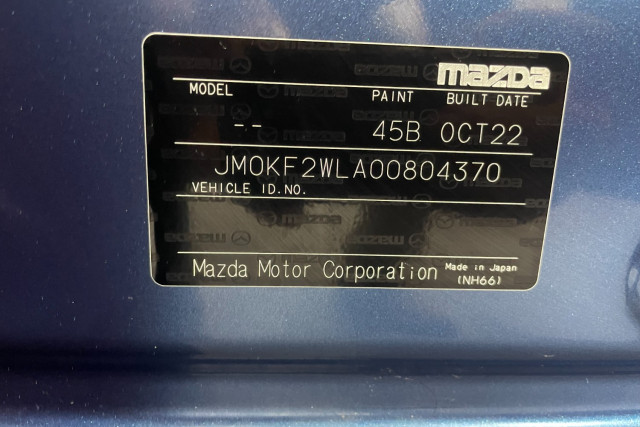 mazda
MODEL PAINT BUILT DATE
-- 45B OCT22
JM0KF2WLA00804370
VEHICLE ID.NO.
Mazda Motor Corporation Made in Japan
(NH66)